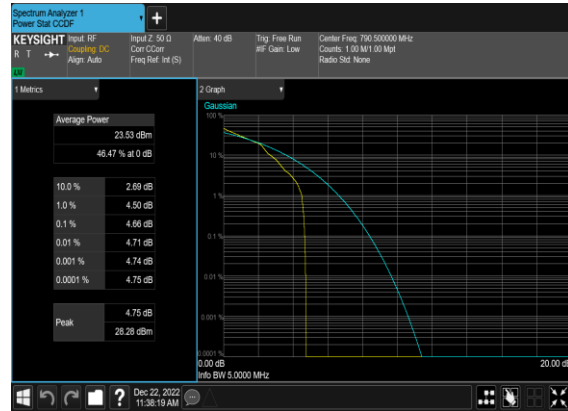 Spectrum Analyzer 1
Power Stat CCDF
+
KEYSIGHT
R T
LXI
Input: RF
Coupling: DC
Align: Auto
Input Z: 50 Ω
Corr CCorr
Freq Ref: Int (S)
Atten: 40 dB
Trig: Free Run
#IF Gain: Low
Center Freq: 790.500000 MHz
Counts: 1.00 M/1.00 Mpt
Radio Std: None
1 Metrics
Average Power
23.53 dBm
46.47 % at 0 dB
10.0 % 2.69 dB
1.0 % 4.50 dB
0.1 % 4.66 dB
0.01 % 4.71 dB
0.001 % 4.74 dB
0.0001 % 4.75 dB
Peak
4.75 dB
28.28 dBm
2 Graph
Gaussian
100 %
10 %
1 %
0.1 %
0.01 %
0.001 %
0.0001 %
0.00 dB 20.00 dB
Info BW 5.0000 MHz
?
Dec 22, 2022
11:38:19 AM